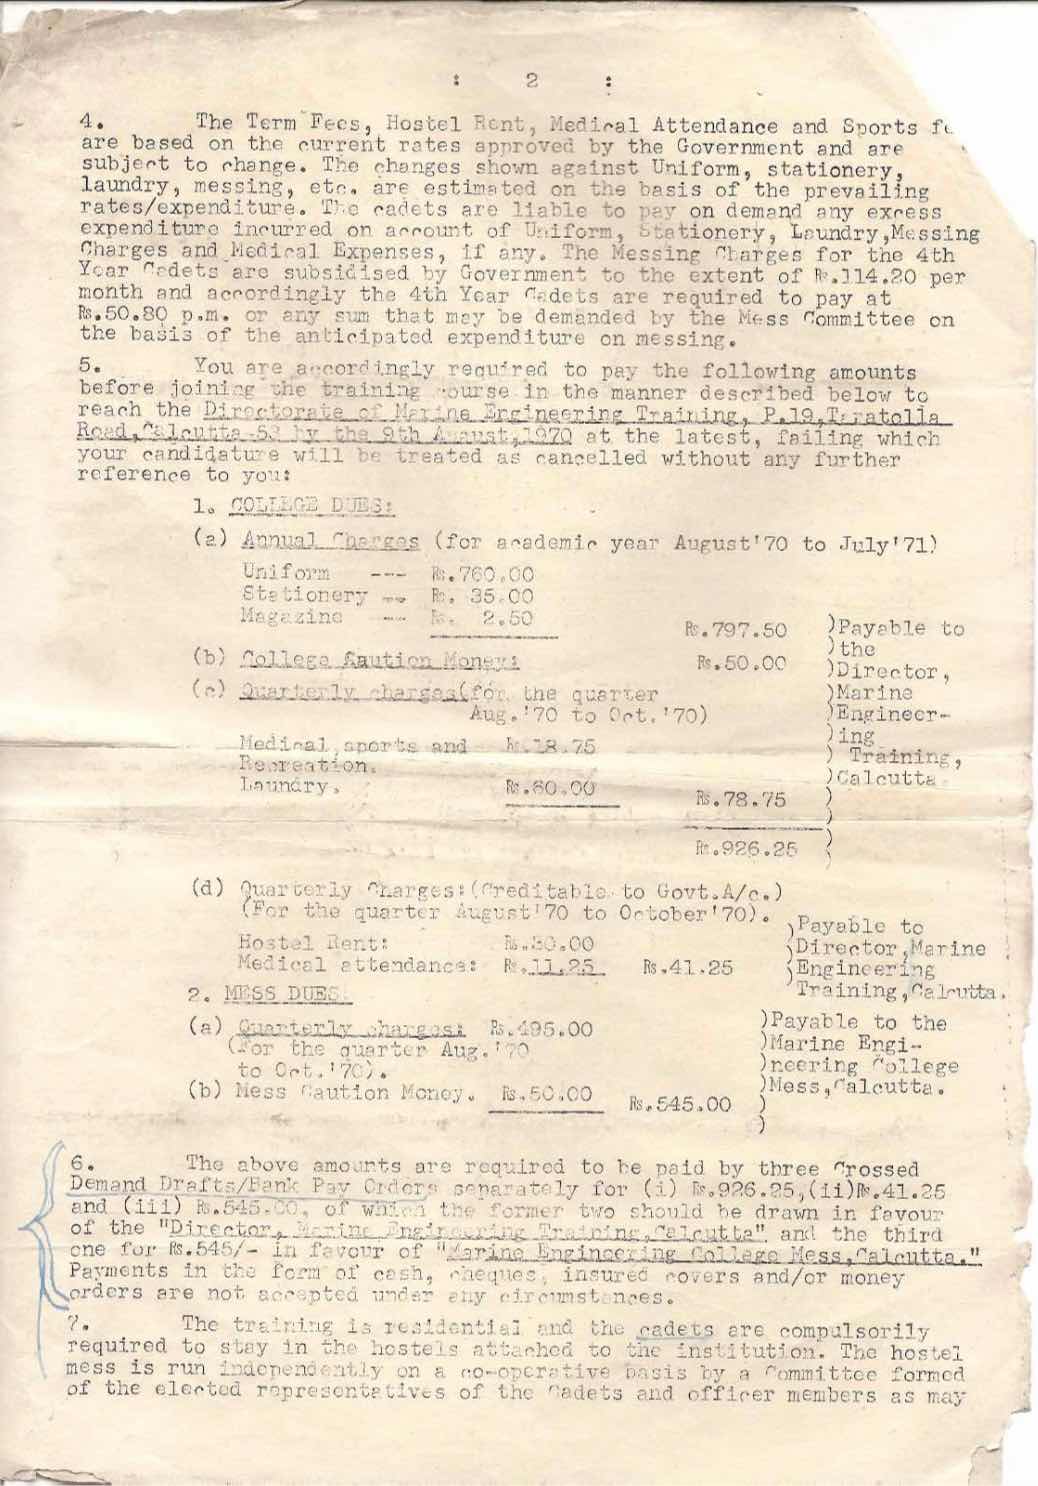 : 2 :
4. The Term Fees, Hostel Rent, Medical Attendance and Sports
are based on the current rates approved by the Government and are
subject to change. The changes shown against Uniform, stationery,
laundry, messing, etc. are estimated on the basis of the prevailing
rates/expenditure. The cadets are liable to pay on demand any excess
expenditure incurred on account of Uniform, Stationery, Laundry,Messing
Charges and Medical Expenses, if any. The Messing Charges for the 4th
Year Cadets are subsidised by Government to the extent of Rs.114.20 per
month and accordingly the 4th Year Cadets are required to pay at
Rs.50.80 p.m. or any sum that may be demanded by the Mess Committee on
the basis of the anticipated expenditure on messing.
5. You are accordingly required to pay the following amounts
before joining the training course in the manner described below to
reach the Directorate of Marine Engineering Training, P.19,Taratolla
Road,Calcutta-53 by the 9th August,1970 at the latest, failing which
your candidature will be treated as cancelled without any further
reference to you:
1. COLLEGE DUES:
(a) Annual Charges (for academic year August'70 to July'71)
Uniform --- Rs.760.00
Stationery -- Rs. 35.00
Magazine --- Rs. 2.50
Rs.797.50 )Payable to
)the
(b) College Caution Money: Rs.50.00 )Director,
(c) Quarterly charges(for the quarter )Marine
Aug.'70 to Oct.'70) )Engineer-
)ing
Medical,sports and Rs.18.75 ) Training,
Recreation. )Calcutta.
Laundry. Rs.60.00 Rs.78.75 )
)
Rs.926.25 )
(d) Quarterly Charges:(Creditable to Govt.A/c.)
(For the quarter August'70 to October'70). )Payable to
Hostel Rent: Rs.30.00 )Director,Marine
Medical attendance: Rs.11.25 Rs.41.25 )Engineering
Training,Calcutta.
2. MESS DUES.
(a) Quarterly charges: Rs.495.00 )Payable to the
(For the quarter Aug.'70 )Marine Engi-
to Oct.'70). )neering College
(b) Mess Caution Money. Rs.50.00 )Mess,Calcutta.
Rs.545.00 )
)
6. The above amounts are required to be paid by three Crossed
Demand Drafts/Bank Pay Orders separately for (i) Rs.926.25,(ii)Rs.41.25
and (iii) Rs.545.00, of which the former two should be drawn in favour
of the "Director, Marine Engineering Training,Calcutta" and the third
one for Rs.545/- in favour of "Marine Engineering College Mess,Calcutta."
Payments in the form of cash, cheques, insured covers and/or money
orders are not accepted under any circumstances.
7. The training is residential and the cadets are compulsorily
required to stay in the hostels attached to the institution. The hostel
mess is run independently on a co-operative basis by a Committee formed
of the elected representatives of the Cadets and officer members as may